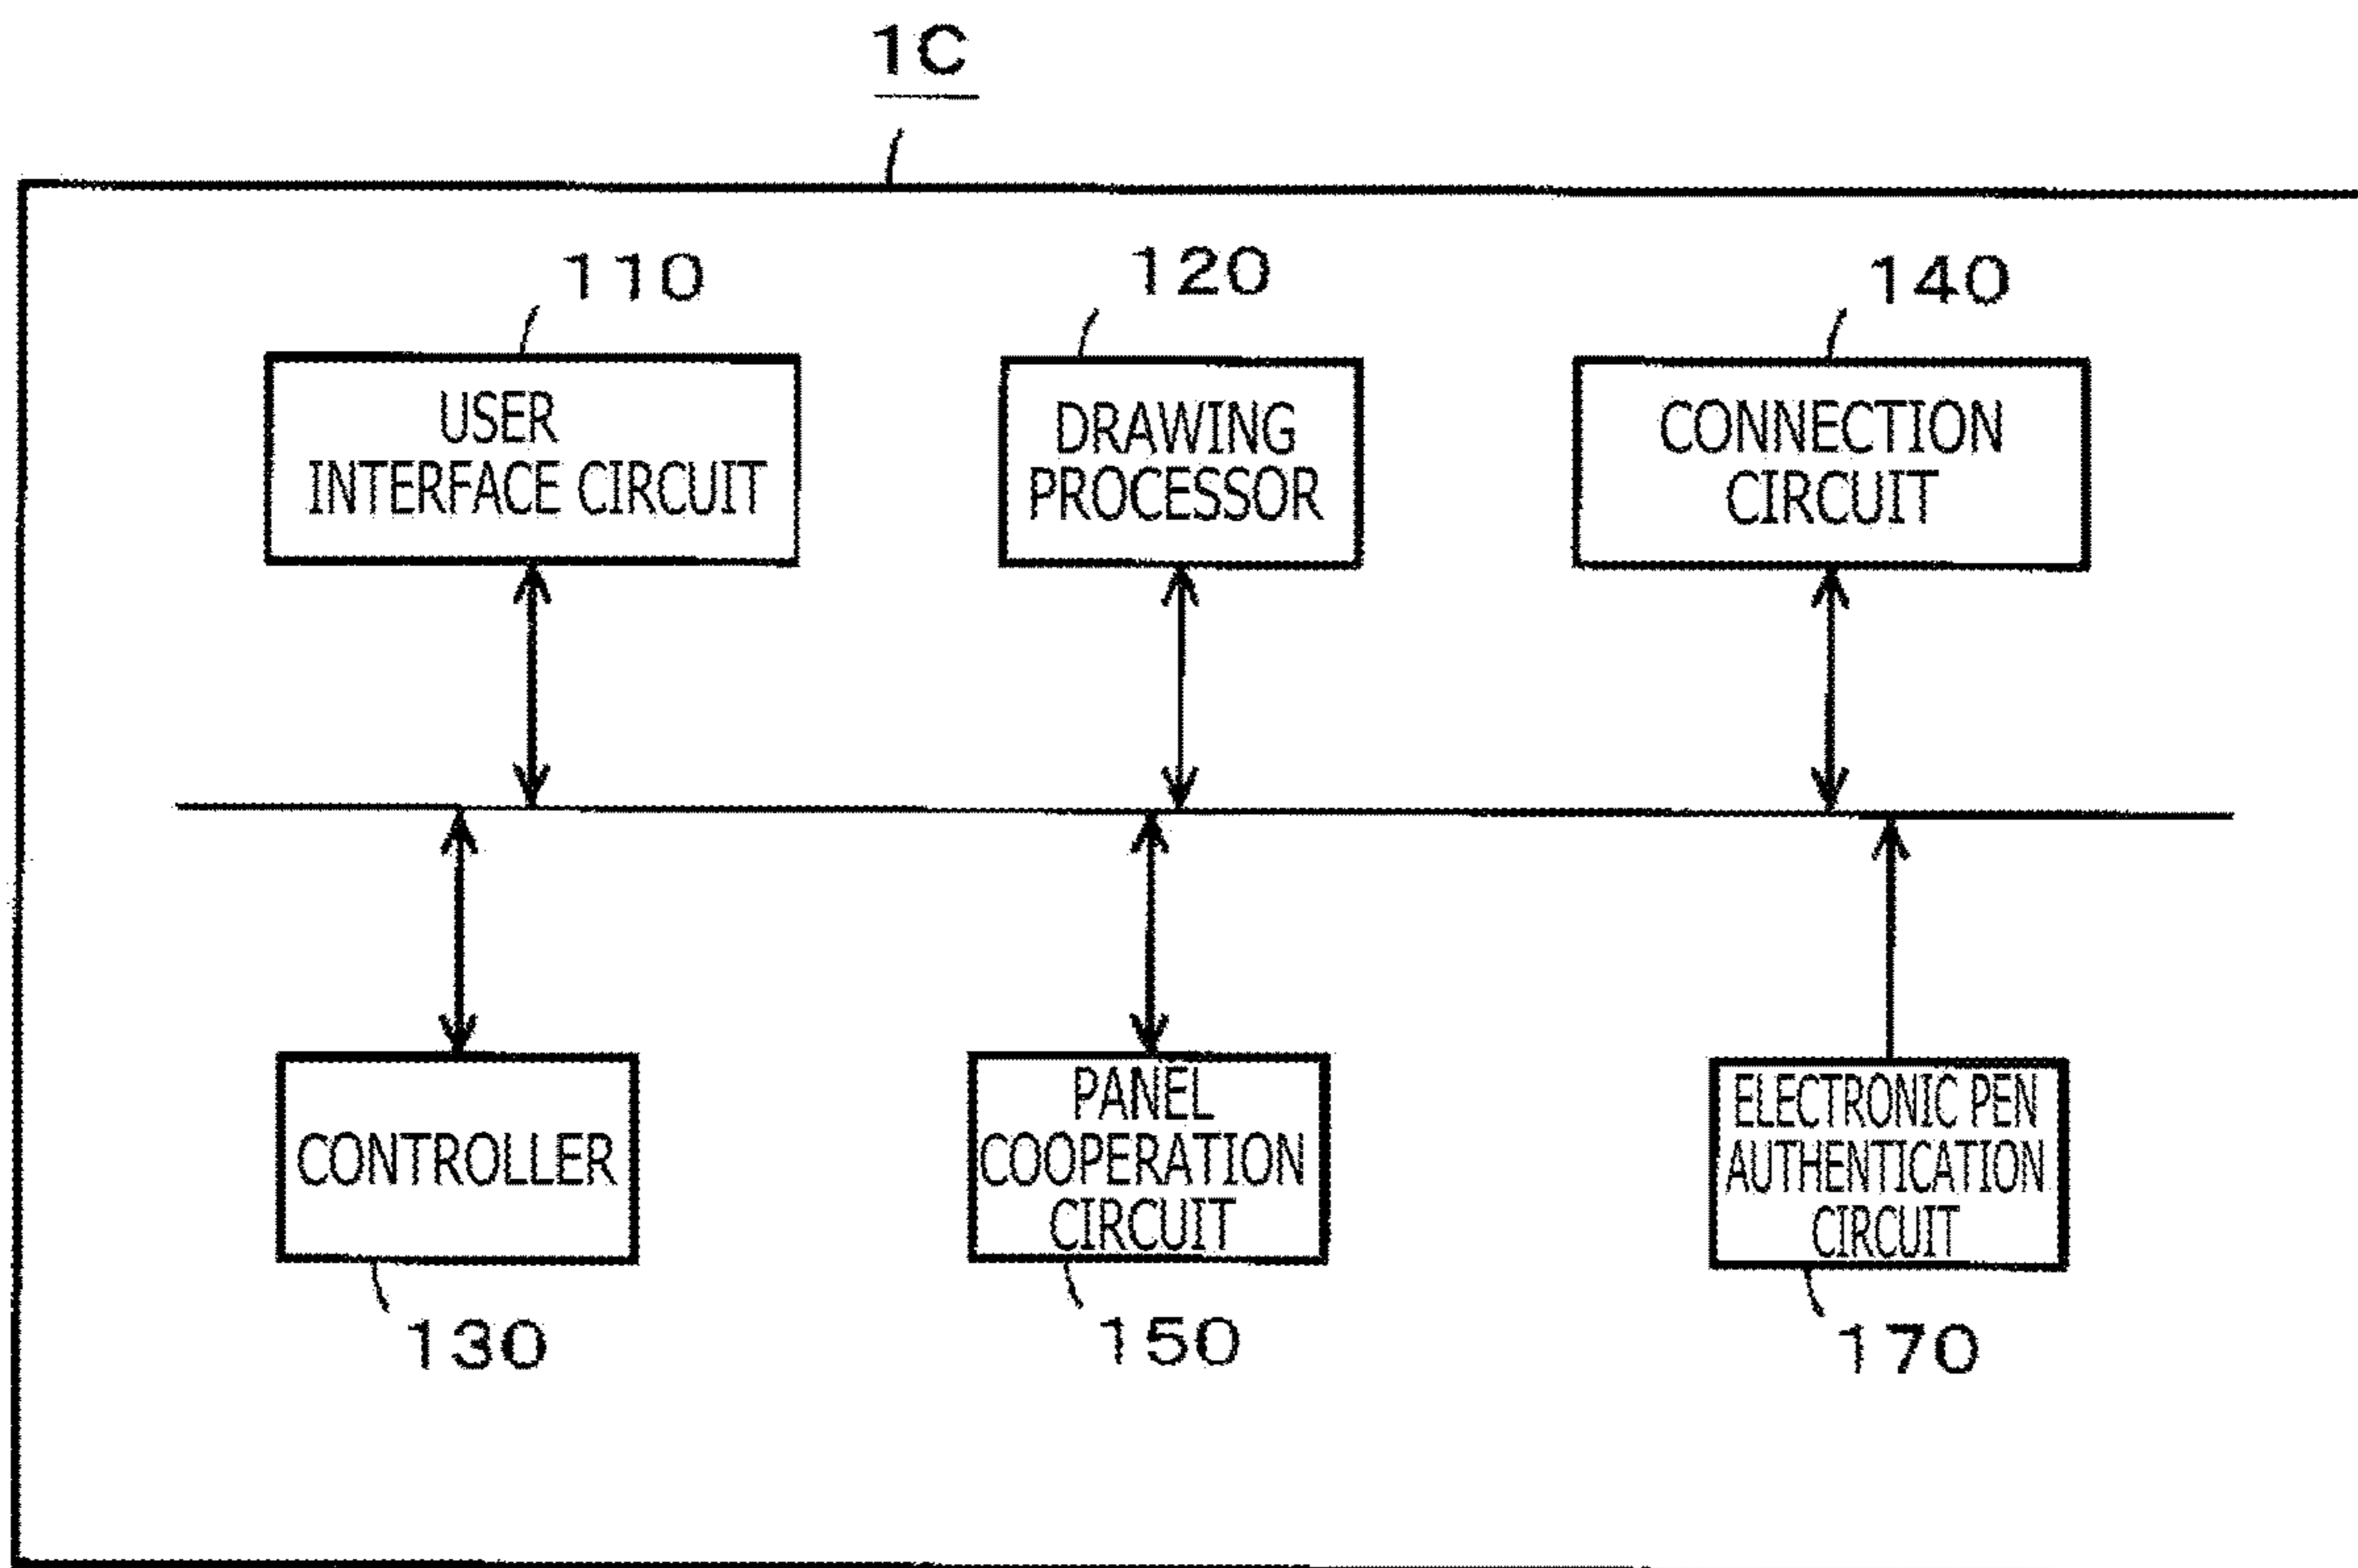 1C
110
120
140
USER
INTERFACE CIRCUIT
DRAWING
PROCESSOR
CONNECTION
CIRCUIT
CONTROLLER
PANEL
COOPERATION
CIRCUIT
ELECTRONIC PEN
AUTHENTICATION
CIRCUIT
130
150
170